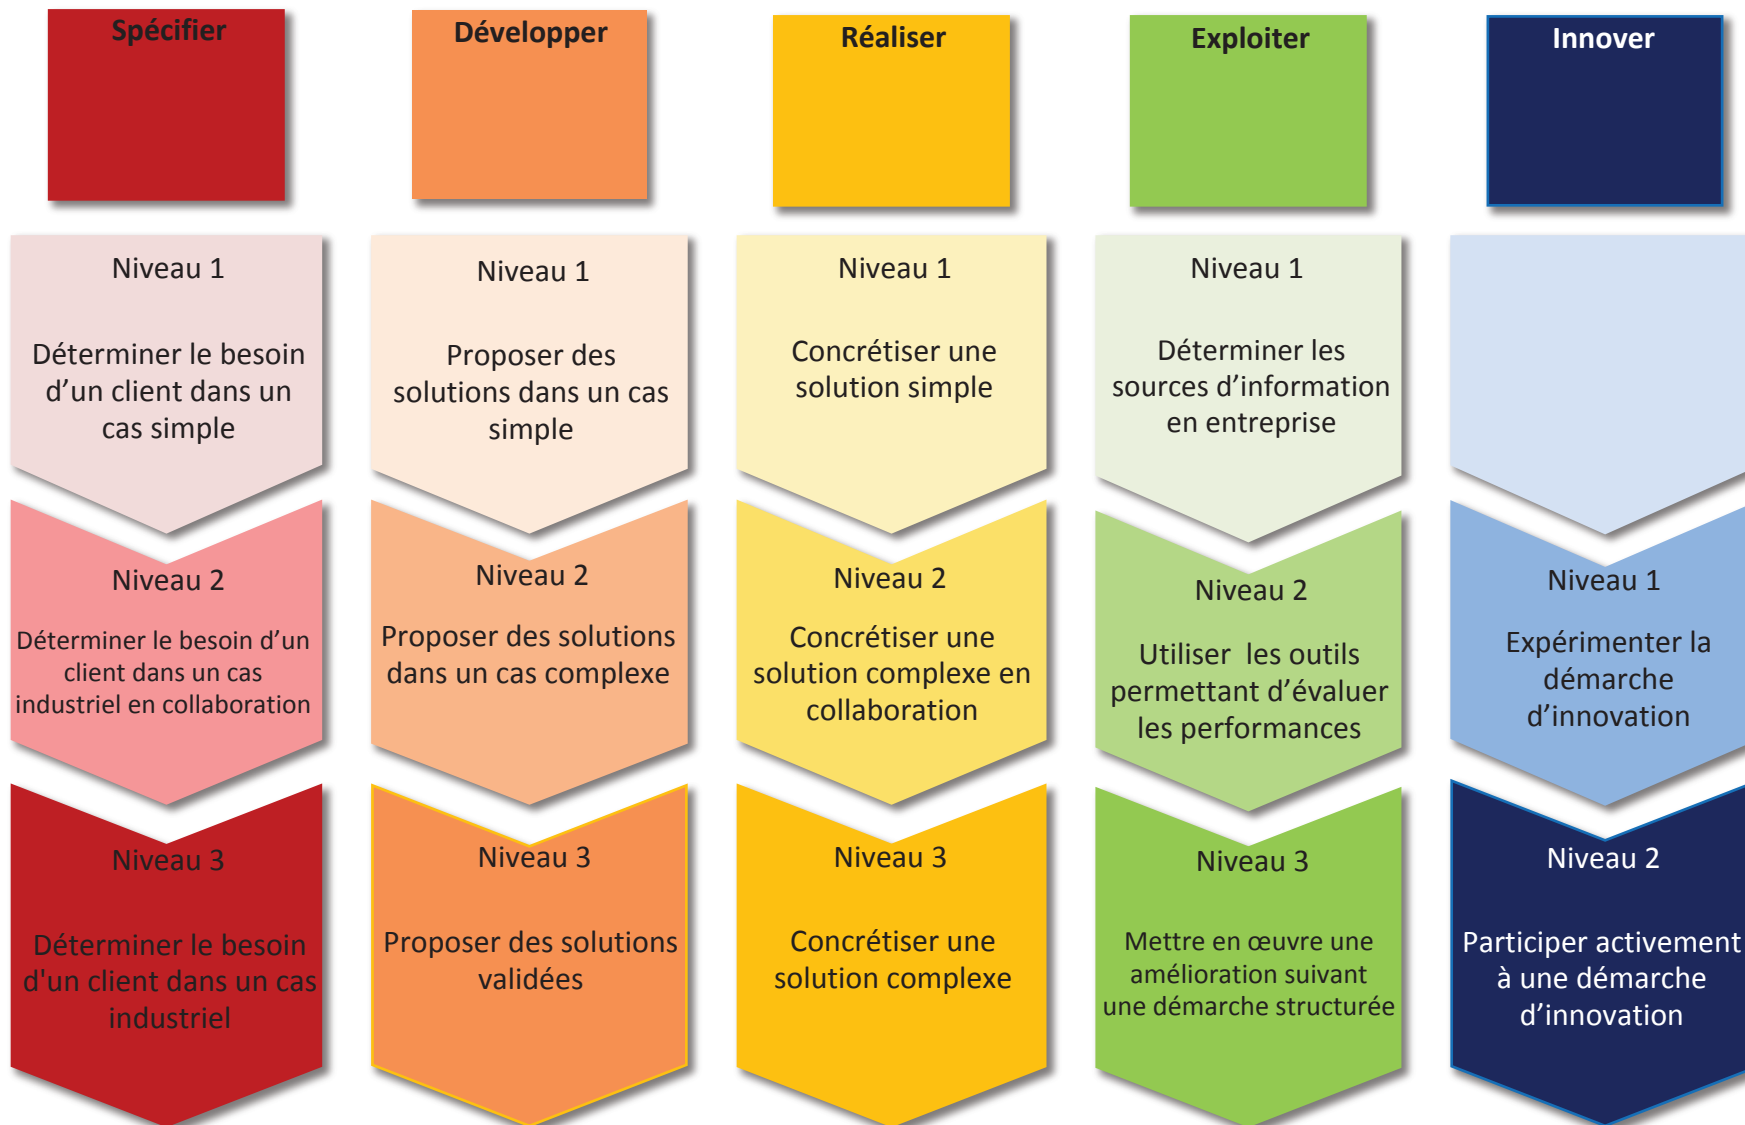 Spécifier
Développer
Réaliser
Exploiter
Innover
Niveau 1
Déterminer le besoin
d’un client dans un
cas simple
Niveau 1
Proposer des
solutions dans un cas
simple
Niveau 1
Concrétiser une
solution simple
Niveau 1
Déterminer les
sources d’information
en entreprise
Niveau 2
Déterminer le besoin d’un
client dans un cas
industriel en collaboration
Niveau 2
Proposer des solutions
dans un cas complexe
Niveau 2
Concrétiser une
solution complexe en
collaboration
Niveau 2
Utiliser les outils
permettant d’évaluer
les performances
Niveau 1
Expérimenter la
démarche
d’innovation
Niveau 3
Déterminer le besoin
d'un client dans un cas
industriel
Niveau 3
Proposer des solutions
validées
Niveau 3
Concrétiser une
solution complexe
Niveau 3
Mettre en œuvre une
amélioration suivant
une démarche structurée
Niveau 2
Participer activement
à une démarche
d’innovation